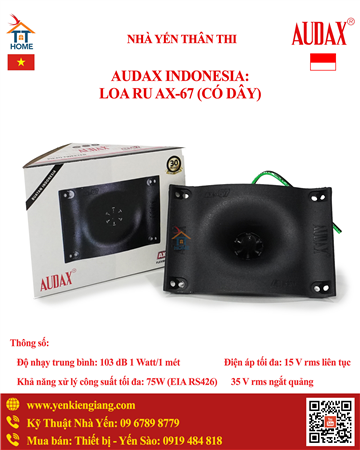 TT
HOME
NHÀ YẾN THÂN THI
AUDAX®
AUDAX INDONESIA:
LOA RU AX-67 (CÓ DÂY)
30
AUDAX
Thông số:
Độ nhạy trung bình: 103 dB 1 Watt/1 mét
Điện áp tối đa: 15 V rms liên tục
Khả năng xử lý công suất tối đa: 75W (EIA RS426)
35 V rms ngắt quãng
www.yenkiengiang.com
Kỹ Thuật Nhà Yến: 09 6789 8779
Mua bán: Thiết bị - Yến Sào: 0919 484 818